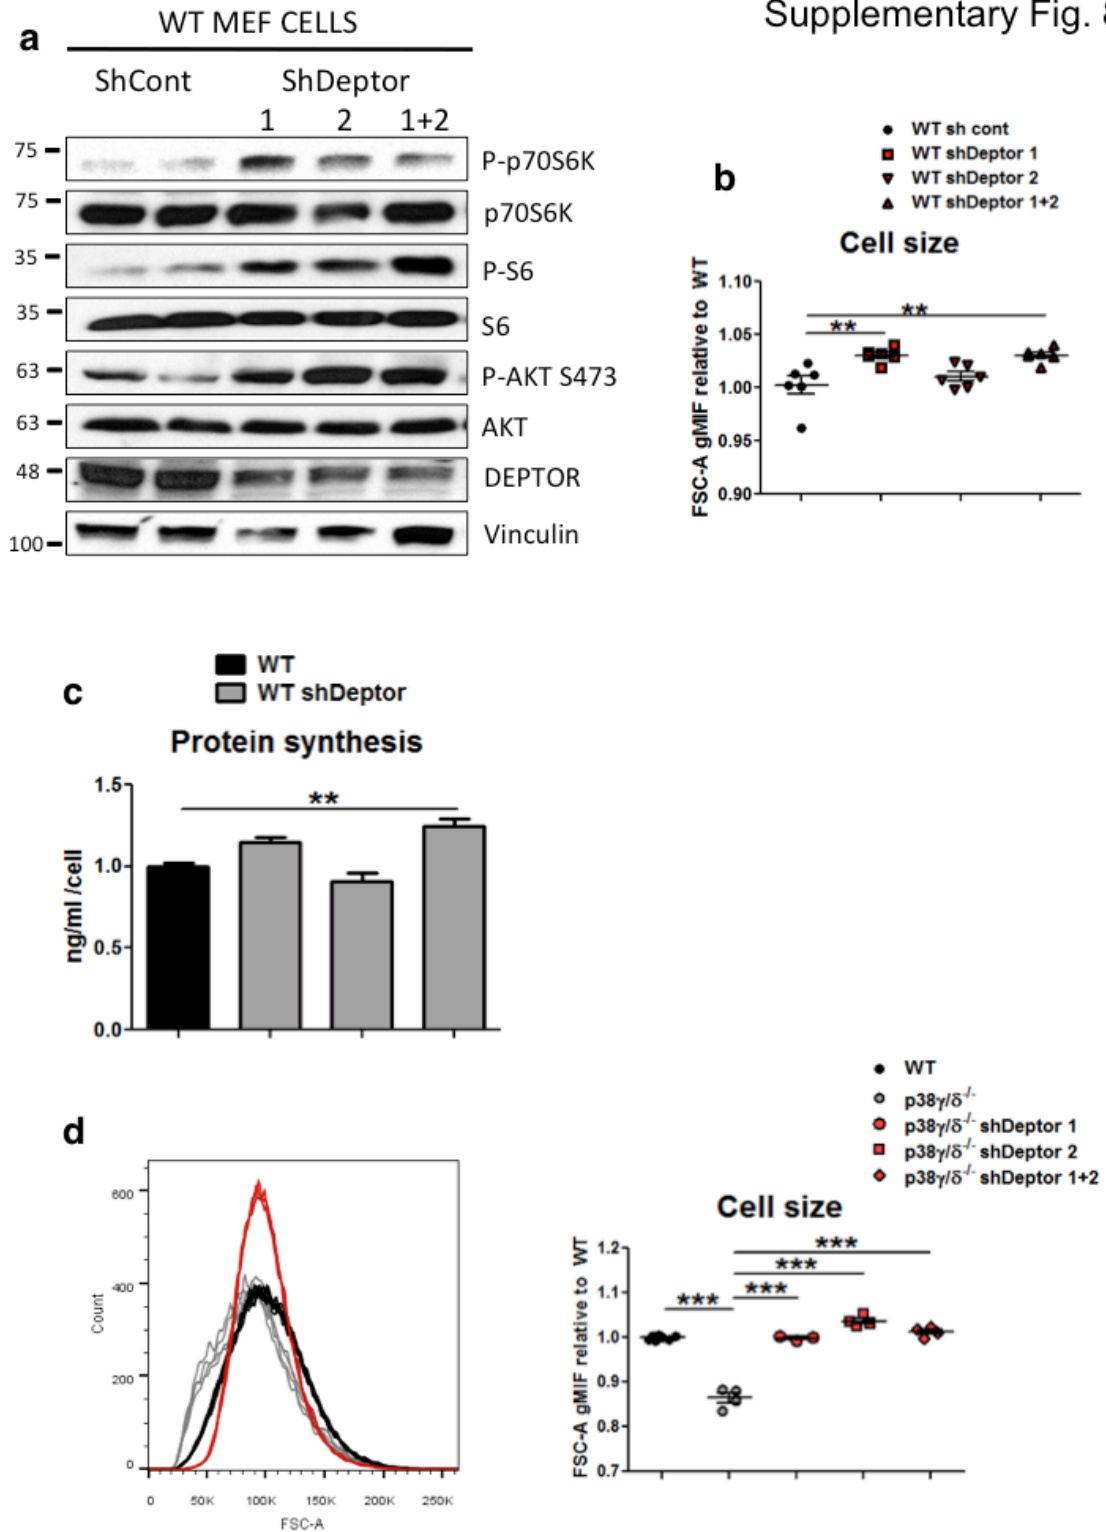 Supplementary Fig. 8
a
WT MEF CELLS
ShCont ShDeptor
1 2 1+2
75 P-p70S6K
75 p70S6K
35 P-S6
35 S6
63 P-AKT S473
63 AKT
48 DEPTOR
100 Vinculin
b
WT sh cont
WT shDeptor 1
WT shDeptor 2
WT shDeptor 1+2
Cell size
FSC-A gMIF relative to WT
1.10
1.05
1.00
0.95
0.90
**
**
c
WT
WT shDeptor
Protein synthesis
ng/ml /cell
1.5
1.0
0.5
0.0
**
d
Count
600
400
200
0
0 50K 100K 150K 200K 250K
FSC-A
WT
p38γ/δ-/-
p38γ/δ-/- shDeptor 1
p38γ/δ-/- shDeptor 2
p38γ/δ-/- shDeptor 1+2
Cell size
FSC-A gMIF relative to WT
1.2
1.1
1.0
0.9
0.8
0.7
***
***
***
***